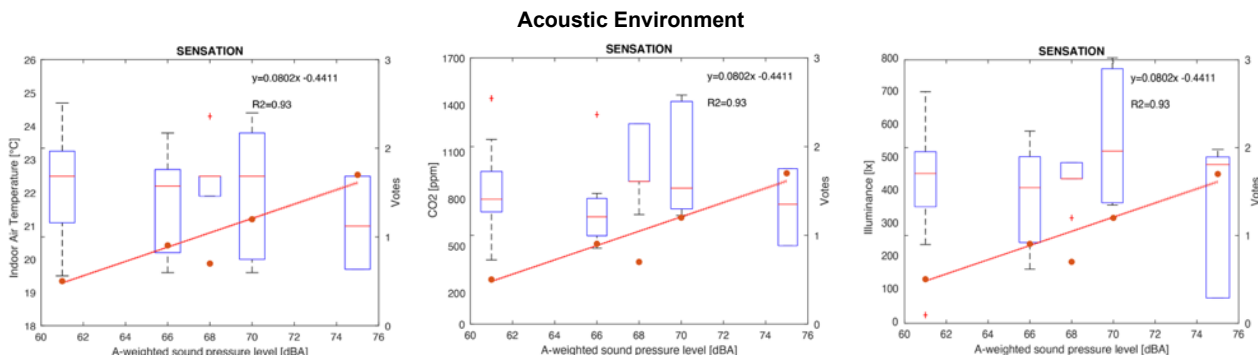 Acoustic Environment
SENSATION
26
25
24
23
22
21
20
19
18
Indoor Air Temperature [°C]
y=0.0802x -0.4411
R2=0.93
3
2
1
0
Votes
60 62 64 66 68 70 72 74 76
A-weighted sound pressure level [dBA]
SENSATION
1700
1400
1100
800
500
200
CO2 [ppm]
y=0.0802x -0.4411
R2=0.93
3
2
1
0
Votes
60 62 64 66 68 70 72 74 76
A-weighted sound pressure level [dBA]
SENSATION
800
700
600
500
400
300
200
100
0
Illuminance [lx]
y=0.0802x -0.4411
R2=0.93
3
2
1
0
Votes
60 62 64 66 68 70 72 74 76
A-weighted sound pressure level [dBA]